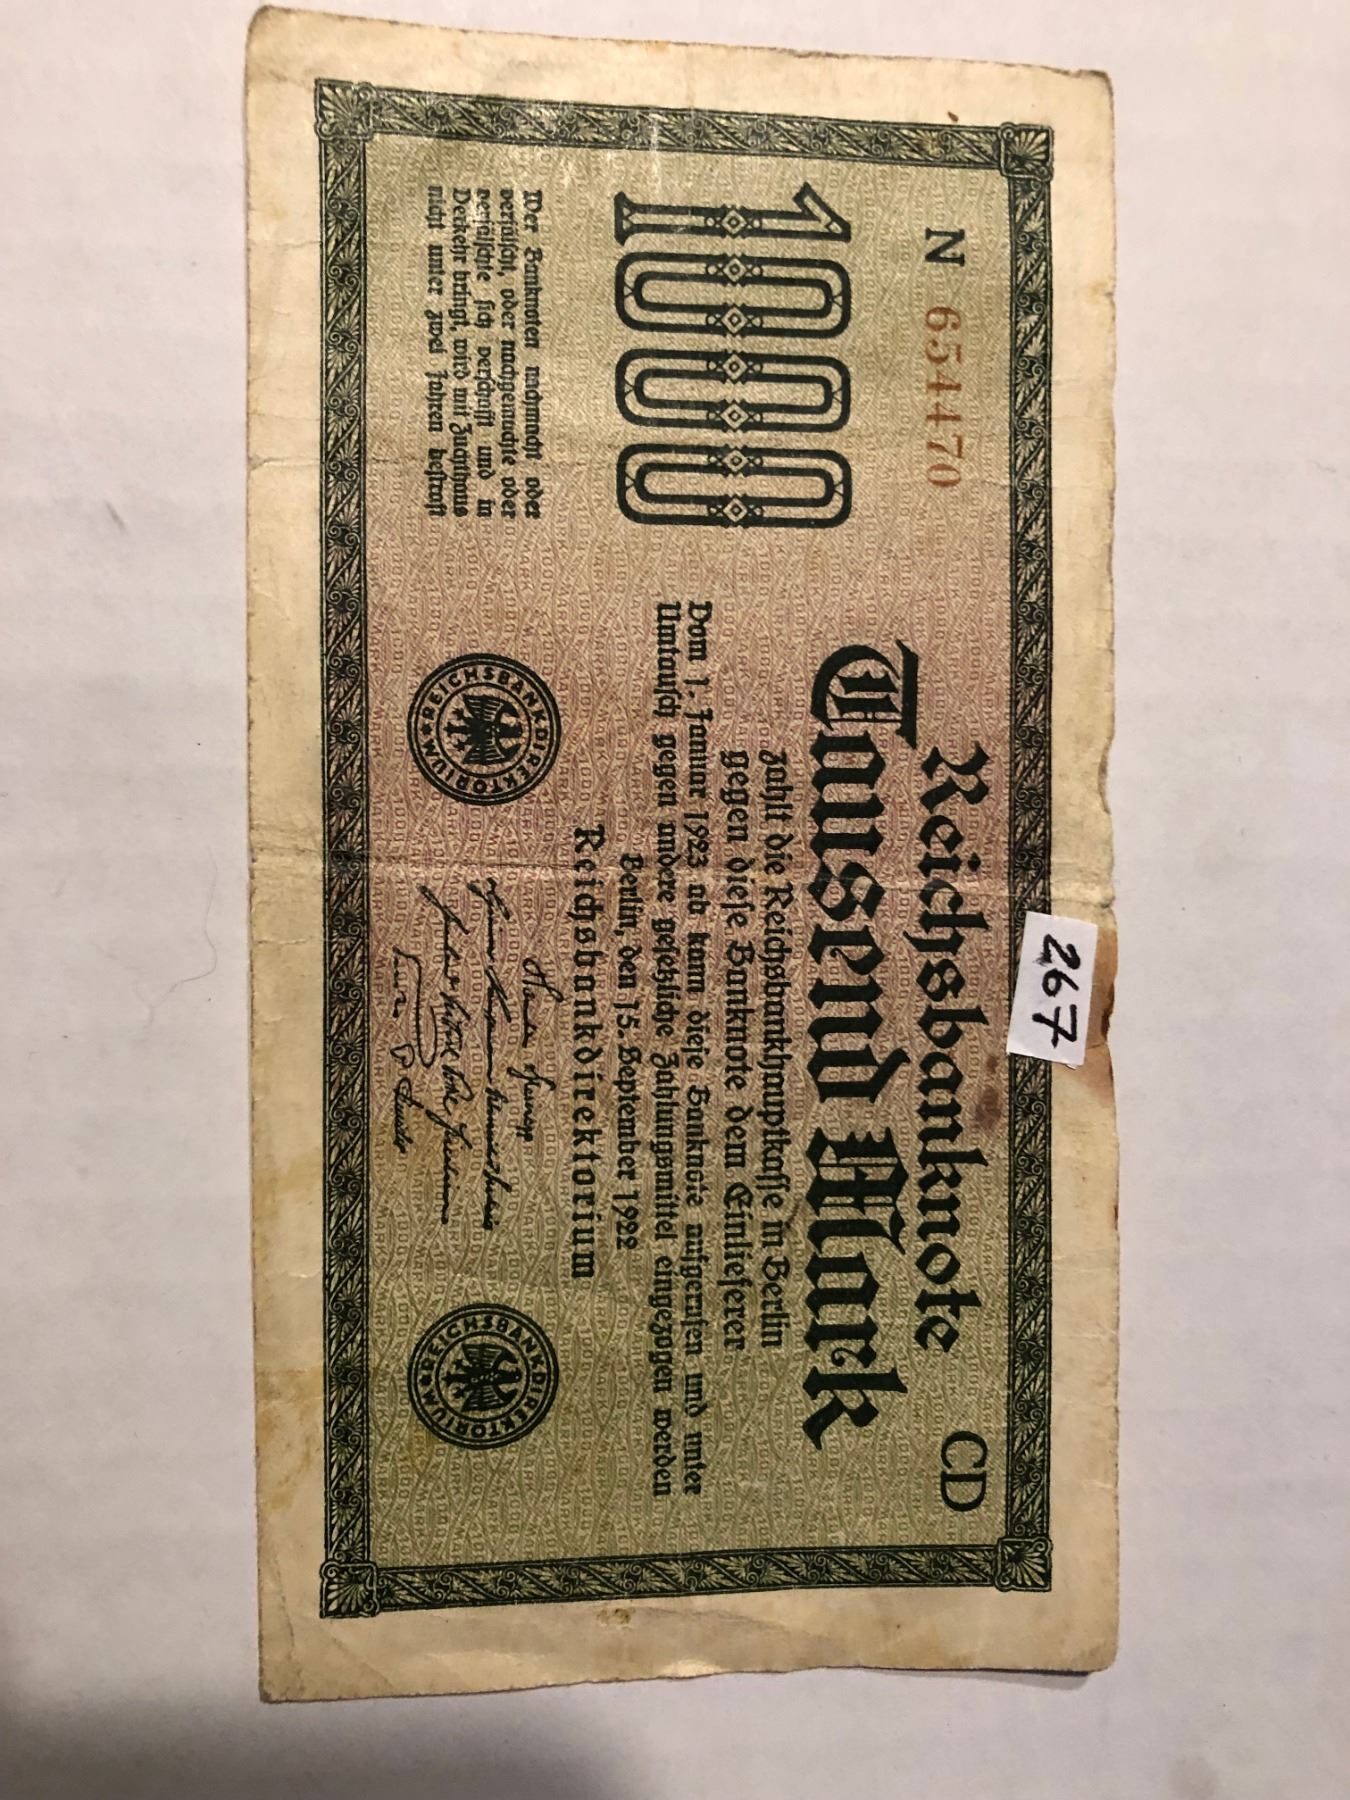 267
Reichsbanknote
N 654470
CD
1000
Tausend Mark
zahlt die Reichsbankhauptkasse in Berlin
gegen diese Banknote dem Einlieferer
Vom 1. Januar 1923 ab kann diese Banknote aufgerufen und unter
Umtausch gegen andere gesetzliche Zahlungsmittel eingezogen werden
Berlin, den 15. September 1922
Reichsbankdirektorium
Wer Banknoten nachmacht oder
verfälscht, oder nachgemachte oder
verfälschte sich verschafft und in
Verkehr bringt, wird mit Zuchthaus
nicht unter zwei Jahren bestraft
REICHSBANKDIREKTORIUM
REICHSBANKDIREKTORIUM